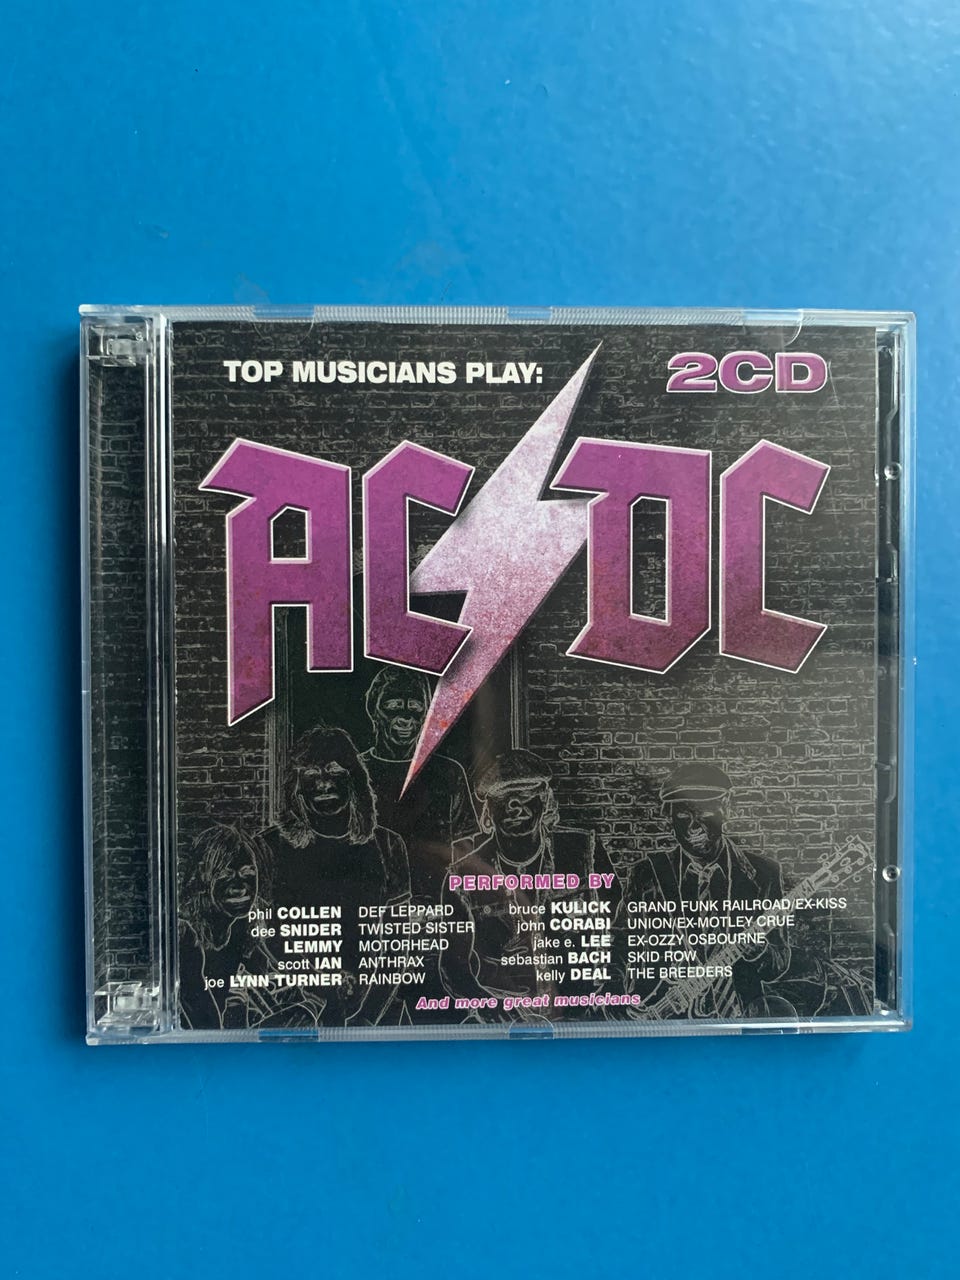 TOP MUSICIANS PLAY:
2CD
AC/DC
PERFORMED BY
phil COLLEN DEF LEPPARD
dee SNIDER TWISTED SISTER
LEMMY MOTORHEAD
scott IAN ANTHRAX
joe LYNN TURNER RAINBOW
bruce KULICK GRAND FUNK RAILROAD/EX-KISS
john CORABI UNION/EX-MOTLEY CRUE
jake e. LEE EX-OZZY OSBOURNE
sebastian BACH SKID ROW
kelly DEAL THE BREEDERS
And more great musicians